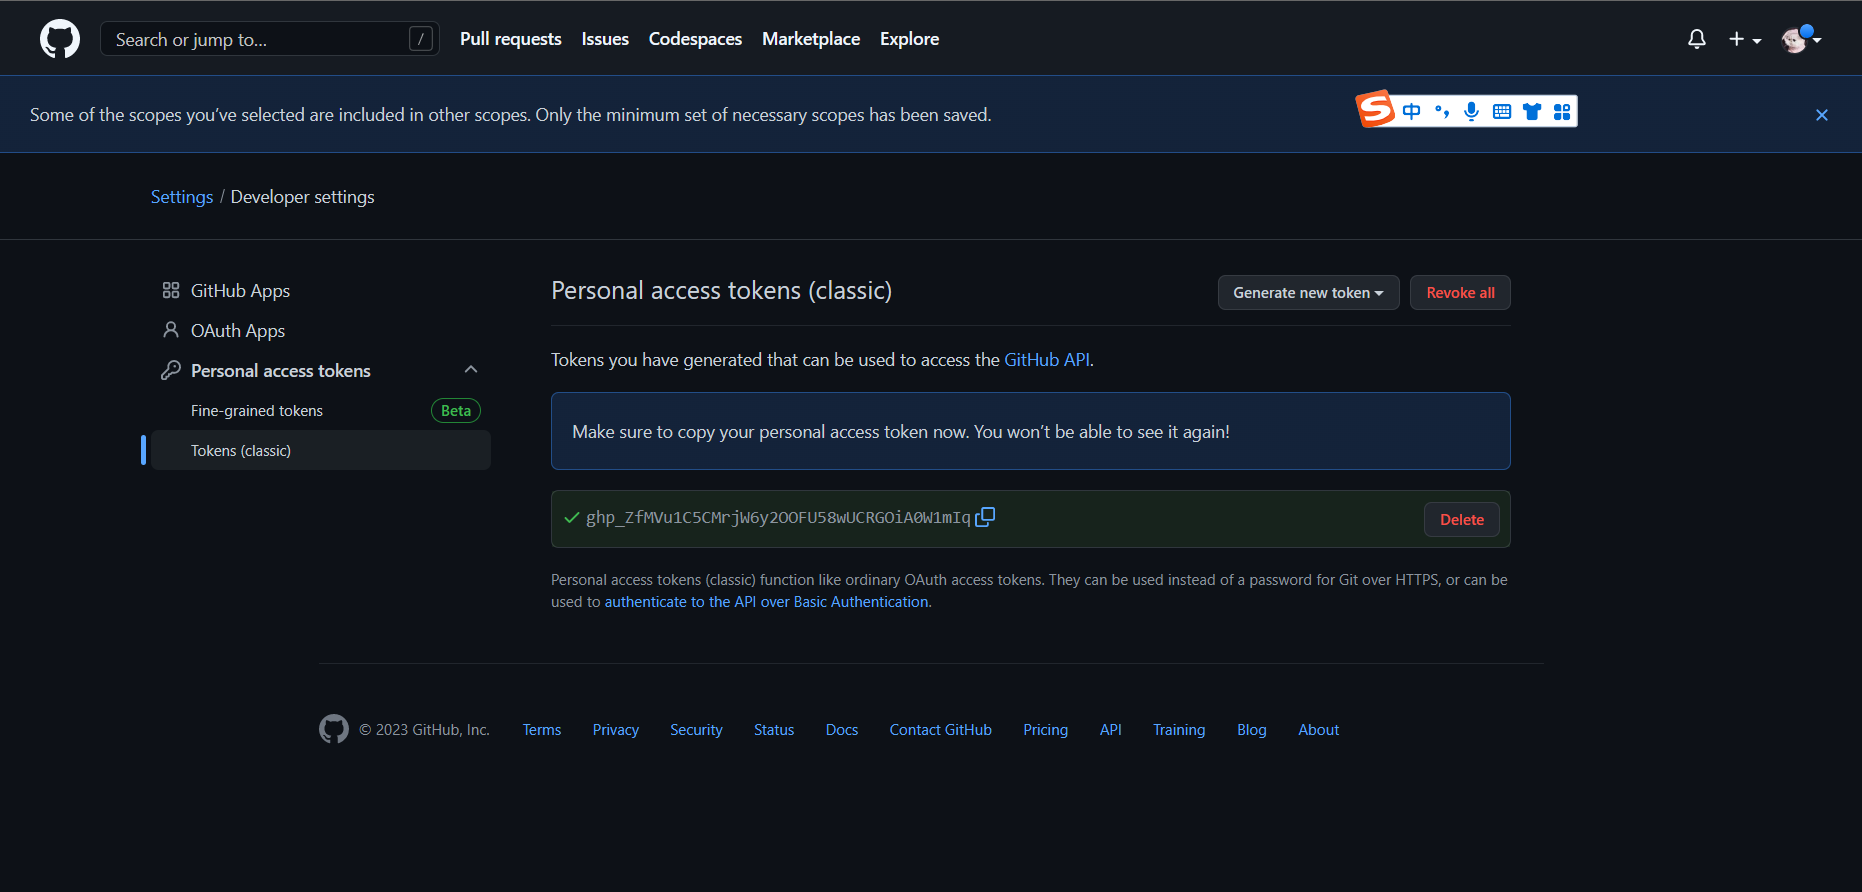 Search or jump to...
/
Pull requests
Issues
Codespaces
Marketplace
Explore
Some of the scopes you’ve selected are included in other scopes. Only the minimum set of necessary scopes has been saved.
S 中
Settings / Developer settings
GitHub Apps
OAuth Apps
Personal access tokens
Fine-grained tokens
Beta
Tokens (classic)
Personal access tokens (classic)
Generate new token
Revoke all
Tokens you have generated that can be used to access the GitHub API.
Make sure to copy your personal access token now. You won’t be able to see it again!
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
Delete
Personal access tokens (classic) function like ordinary OAuth access tokens. They can be used instead of a password for Git over HTTPS, or can be
used to authenticate to the API over Basic Authentication.
© 2023 GitHub, Inc.
Terms
Privacy
Security
Status
Docs
Contact GitHub
Pricing
API
Training
Blog
About